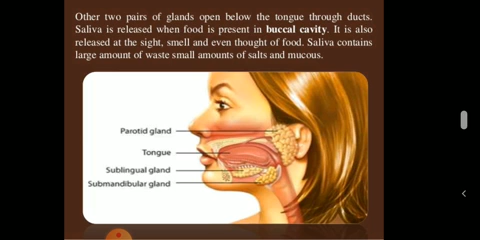 Other two pairs of glands open below the tongue through ducts.
Saliva is released when food is present in buccal cavity. It is also
released at the sight, smell and even thought of food. Saliva contains
large amount of waste small amounts of salts and mucous.
Parotid gland
Tongue
Sublingual gland
Submandibular gland